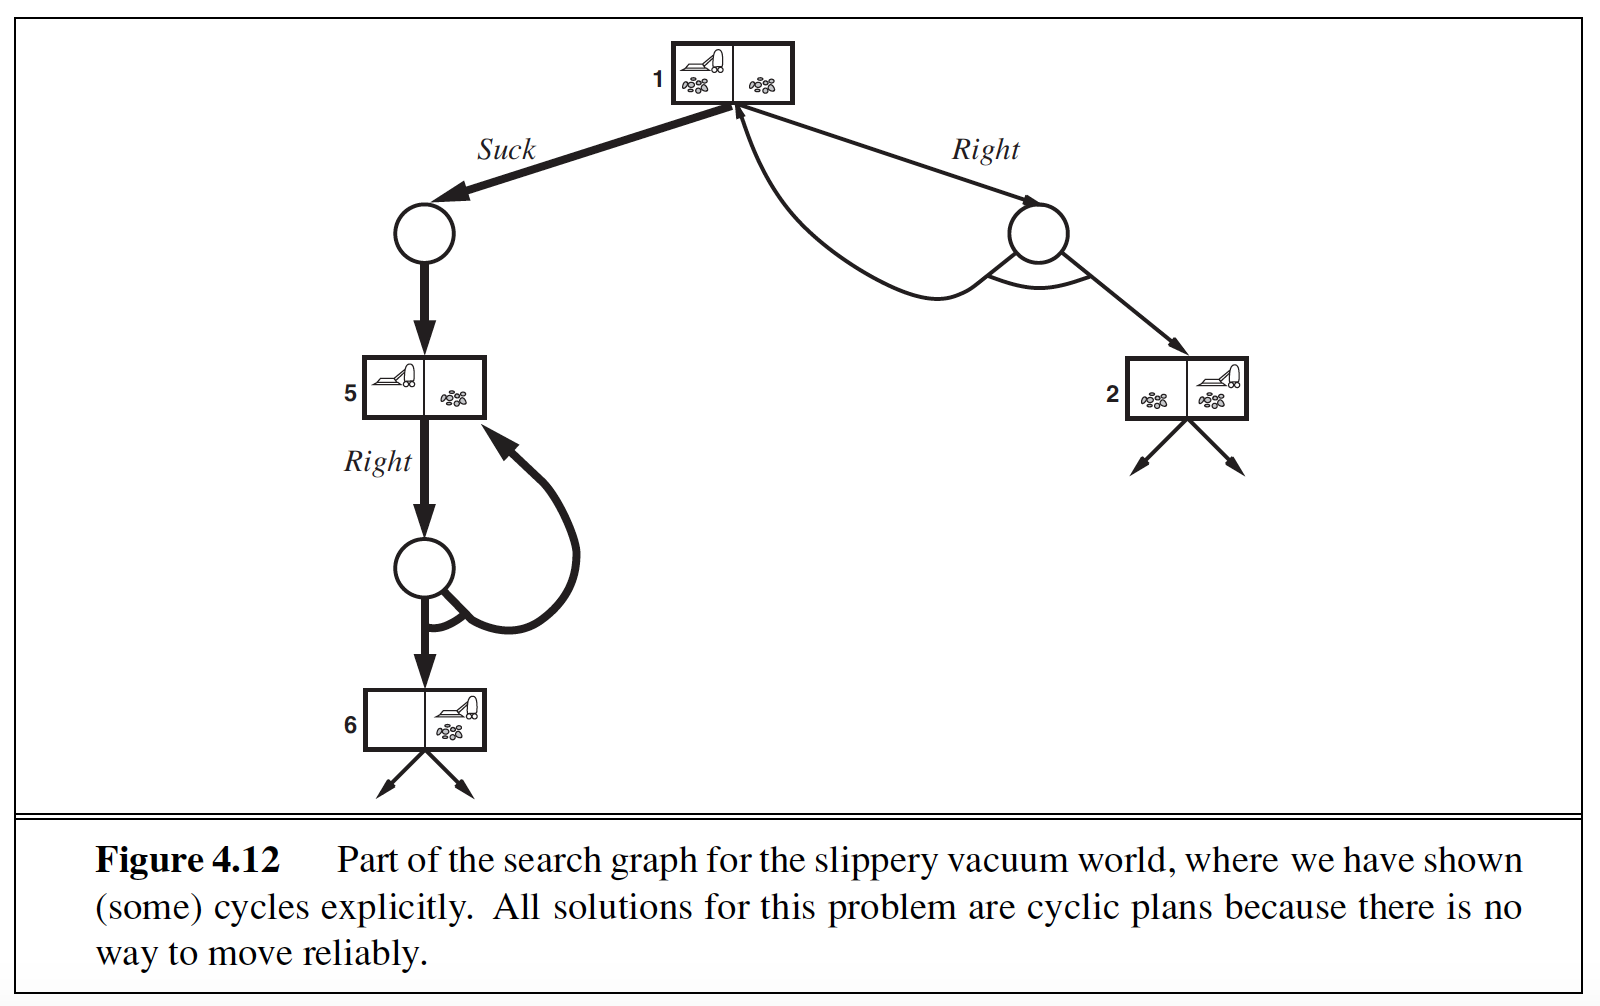 1
Suck
Right
5
2
Right
6
Figure 4.12 Part of the search graph for the slippery vacuum world, where we have shown
(some) cycles explicitly. All solutions for this problem are cyclic plans because there is no
way to move reliably.